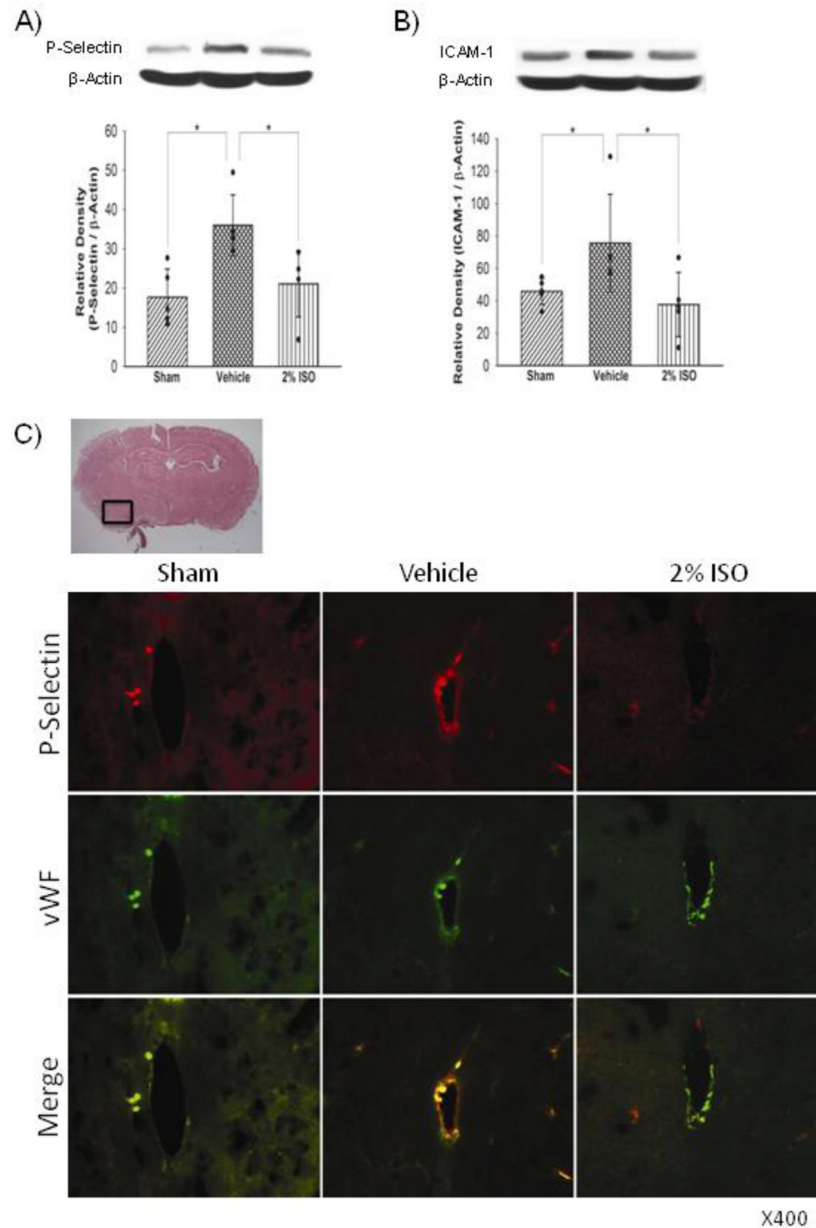 A)
P-Selectin
β-Actin
Relative Density
(P-Selectin / β-Actin)
60
50
40
30
20
10
0
*
*
Sham Vehicle 2% ISO
B)
ICAM-1
β-Actin
Relative Density (ICAM-1 / β-Actin)
140
120
100
80
60
40
20
0
*
*
Sham Vehicle 2% ISO
C)
Sham Vehicle 2% ISO
P-Selectin
vWF
Merge
X400